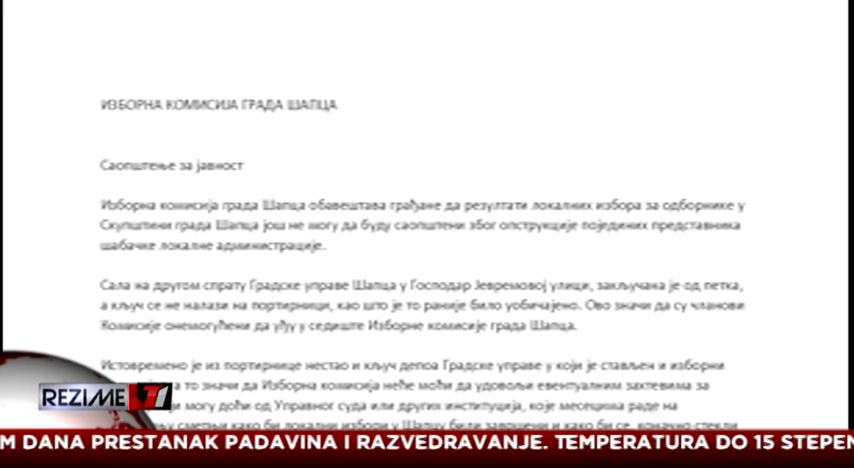 ИЗБОРНА КОМИСИЈА ГРАДА ШАПЦА
Саопштење за јавност
Изборна комисија града Шапца обавештава грађане да резултати локалних избора за одборнике у
Скупштини града Шапца још не могу да буду саопштени због опструкције појединих представника
шабачке локалне администрације.
Сала на другом спрату Градске управе Шапца у Господар Јевремовој улици, закључана је од петка,
а кључ се не налази на портирници, као што је то раније било уобичајено. Ово значи да су чланови
Комисије онемогућени да уђу у седиште Изборне комисије града Шапца.
Истовремено је из портирнице нестао и кључ депоа Градске управе у који је стављен и изборни
а то значи да Изборна комисија неће моћи да удовољи евентуалним захтевима за
могу доћи од Управног суда или других институција, које месецима раде на
сметњи како би локални избори у Шапцу били завршени и како би се, коначно стекли
REZIME T1
M DANA PRESTANAK PADAVINA I RAZVEDRAVANJE. TEMPERATURA DO 15 STEPEN